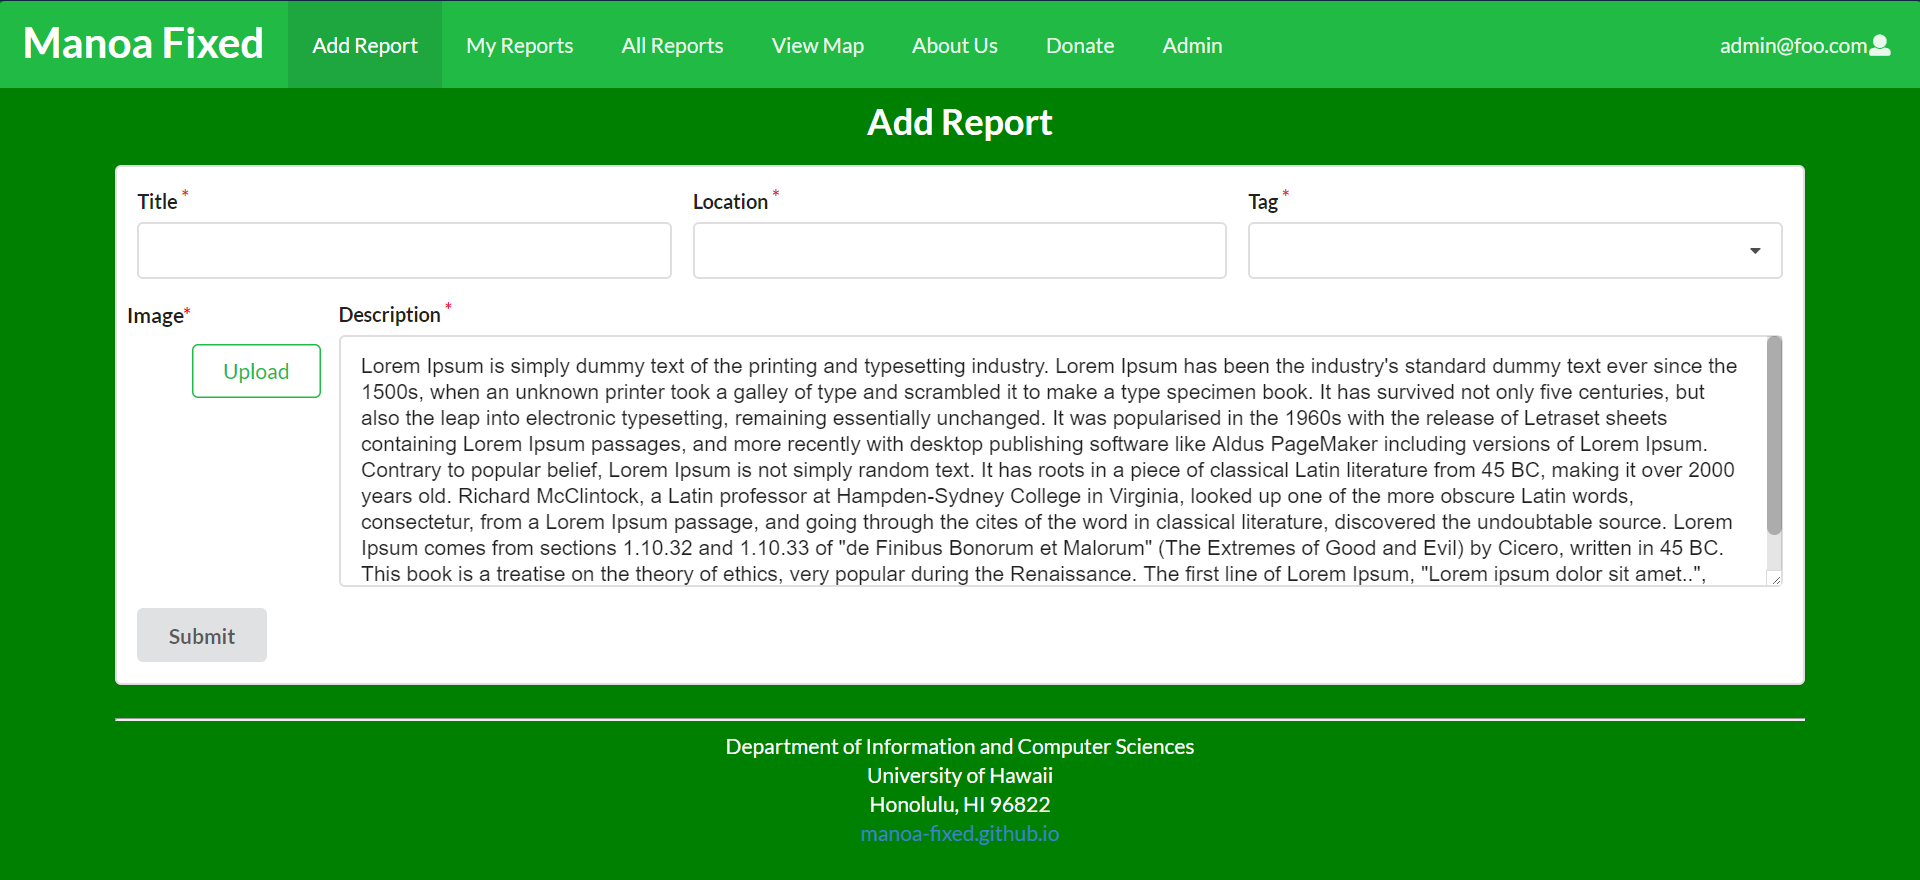 Manoa Fixed Add Report My Reports All Reports View Map About Us Donate Admin admin@foo.com
Add Report
Title * Location * Tag *
Image* Description *
Upload
Lorem Ipsum is simply dummy text of the printing and typesetting industry. Lorem Ipsum has been the industry's standard dummy text ever since the
1500s, when an unknown printer took a galley of type and scrambled it to make a type specimen book. It has survived not only five centuries, but
also the leap into electronic typesetting, remaining essentially unchanged. It was popularised in the 1960s with the release of Letraset sheets
containing Lorem Ipsum passages, and more recently with desktop publishing software like Aldus PageMaker including versions of Lorem Ipsum.
Contrary to popular belief, Lorem Ipsum is not simply random text. It has roots in a piece of classical Latin literature from 45 BC, making it over 2000
years old. Richard McClintock, a Latin professor at Hampden-Sydney College in Virginia, looked up one of the more obscure Latin words,
consectetur, from a Lorem Ipsum passage, and going through the cites of the word in classical literature, discovered the undoubtable source. Lorem
Ipsum comes from sections 1.10.32 and 1.10.33 of "de Finibus Bonorum et Malorum" (The Extremes of Good and Evil) by Cicero, written in 45 BC.
This book is a treatise on the theory of ethics, very popular during the Renaissance. The first line of Lorem Ipsum, "Lorem ipsum dolor sit amet..",
Submit
Department of Information and Computer Sciences
University of Hawaii
Honolulu, HI 96822
manoa-fixed.github.io